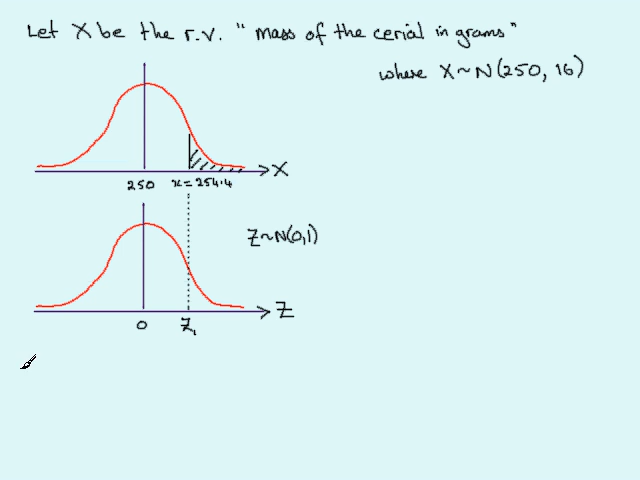 Let X be the r.v. "mass of the cerial in grams"
where X~N(250, 16)
X
250 x=254.4
Z~N(0,1)
Z
0 Z₁